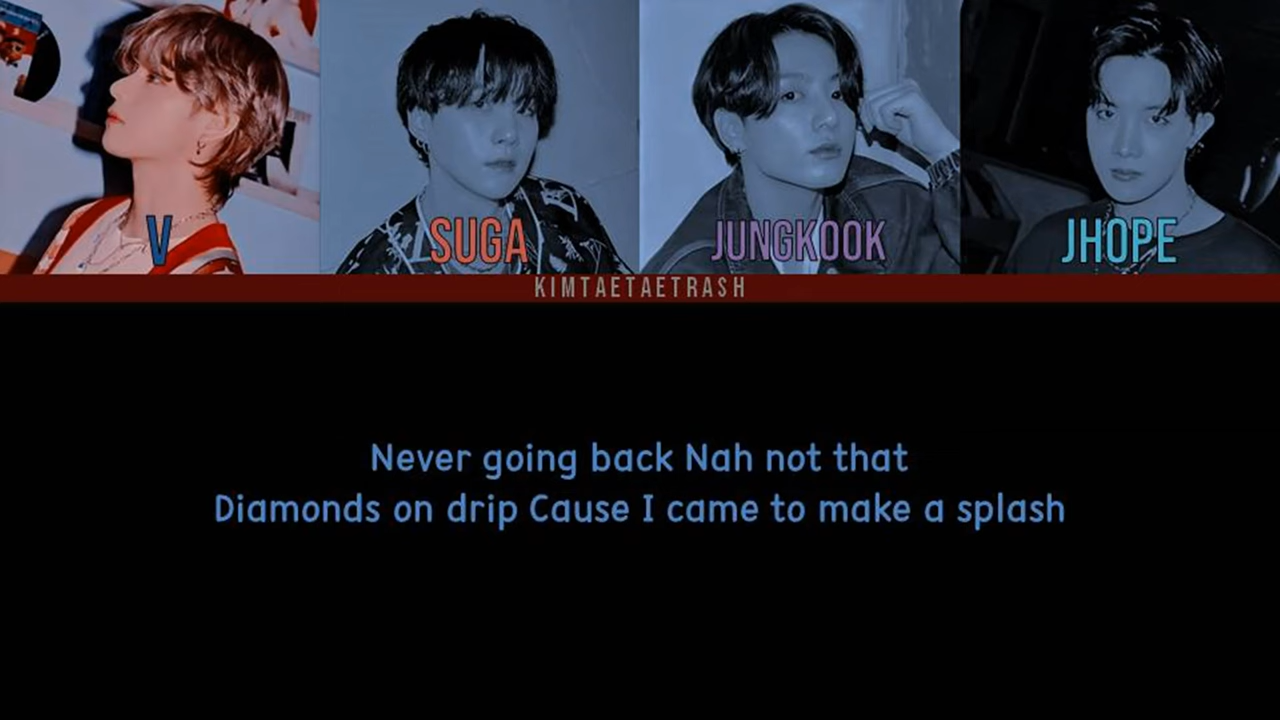 V
SUGA
JUNGKOOK
JHOPE
KIMTAETAETRASH
Never going back Nah not that
Diamonds on drip Cause I came to make a splash